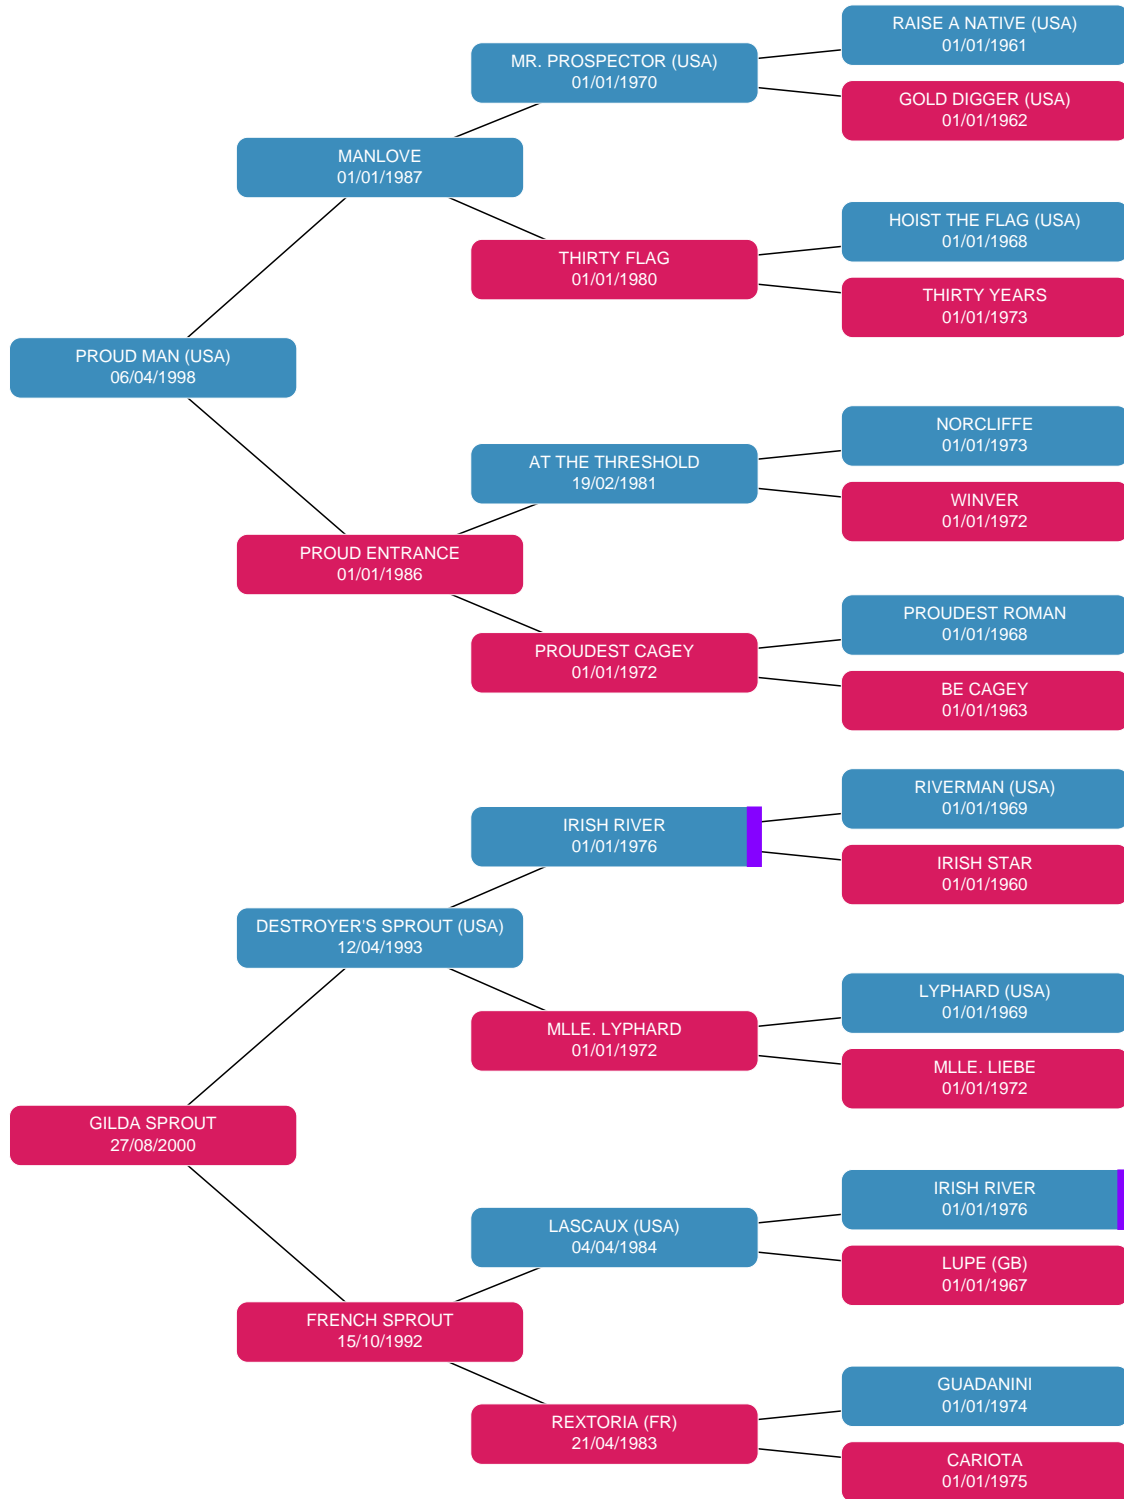 RAISE A NATIVE (USA)
01/01/1961
MR. PROSPECTOR (USA)
01/01/1970
GOLD DIGGER (USA)
01/01/1962
MANLOVE
01/01/1987
HOIST THE FLAG (USA)
01/01/1968
THIRTY FLAG
01/01/1980
THIRTY YEARS
01/01/1973
PROUD MAN (USA)
06/04/1998
NORCLIFFE
01/01/1973
AT THE THRESHOLD
19/02/1981
WINVER
01/01/1972
PROUD ENTRANCE
01/01/1986
PROUDEST ROMAN
01/01/1968
PROUDEST CAGEY
01/01/1972
BE CAGEY
01/01/1963
RIVERMAN (USA)
01/01/1969
IRISH RIVER
01/01/1976
IRISH STAR
01/01/1960
DESTROYER'S SPROUT (USA)
12/04/1993
LYPHARD (USA)
01/01/1969
MLLE. LYPHARD
01/01/1972
MLLE. LIEBE
01/01/1972
GILDA SPROUT
27/08/2000
IRISH RIVER
01/01/1976
LASCAUX (USA)
04/04/1984
LUPE (GB)
01/01/1967
FRENCH SPROUT
15/10/1992
GUADANINI
01/01/1974
REXTORIA (FR)
21/04/1983
CARIOTA
01/01/1975